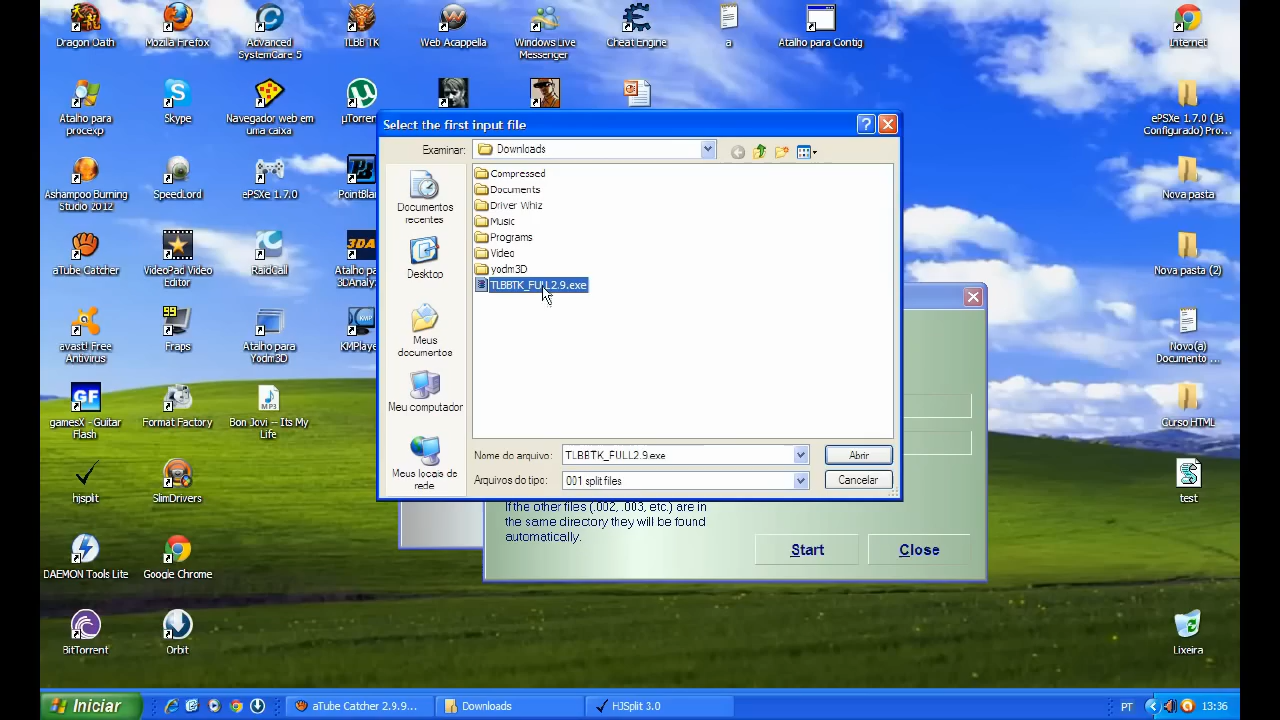 Dragon Oath
Mozilla Firefox
Advanced
SystemCare 5
TLBB TK
Web Acappella
Windows Live
Messenger
Cheat Engine
a
Atalho para Contig
Internet
Atalho para
procexp
Skype
Navegador web em
uma caixa
µTorrent
ePSXe 1.7.0 (Já
Configurado) Pro...
Ashampoo Burning
Studio 2012
SpeedLord
ePSXe 1.7.0
PointBla
Nova pasta
aTube Catcher
VideoPad Video
Editor
RaidCall
Atalho pa
3DAnaly
Nova pasta (2)
avast! Free
Antivirus
Fraps
Atalho para
Yodm3D
KMPlaye
Novo(a)
Documento ...
gamesX - Guitar
Flash
Format Factory
Bon Jovi -- Its My
Life
Curso HTML
hjsplit
SlimDrivers
test
DAEMON Tools Lite
Google Chrome
BitTorrent
Orbit
Lixeira
Select the first input file
Examinar:
Downloads
Documentos
recentes
Desktop
Meus
documentos
Meu computador
Meus locais de
rede
Compressed
Documents
Driver Whiz
Music
Programs
Video
yodm3D
TLBBTK_FULL2.9.exe
Nome do arquivo:
TLBBTK_FULL2.9.exe
Abrir
Arquivos do tipo:
001 split files
Cancelar
If the other files (.002, .003, etc.) are in
the same directory they will be found
automatically.
Start
Close
Iniciar
aTube Catcher 2.9.9...
Downloads
HJSplit 3.0
PT
13:36